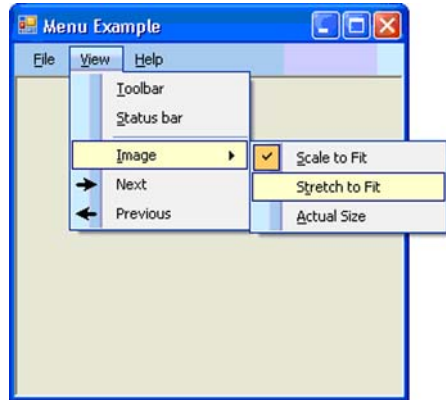 Menu Example
File View Help
Toolbar
Status bar
Image
Scale to Fit
Next
Stretch to Fit
Previous
Actual Size